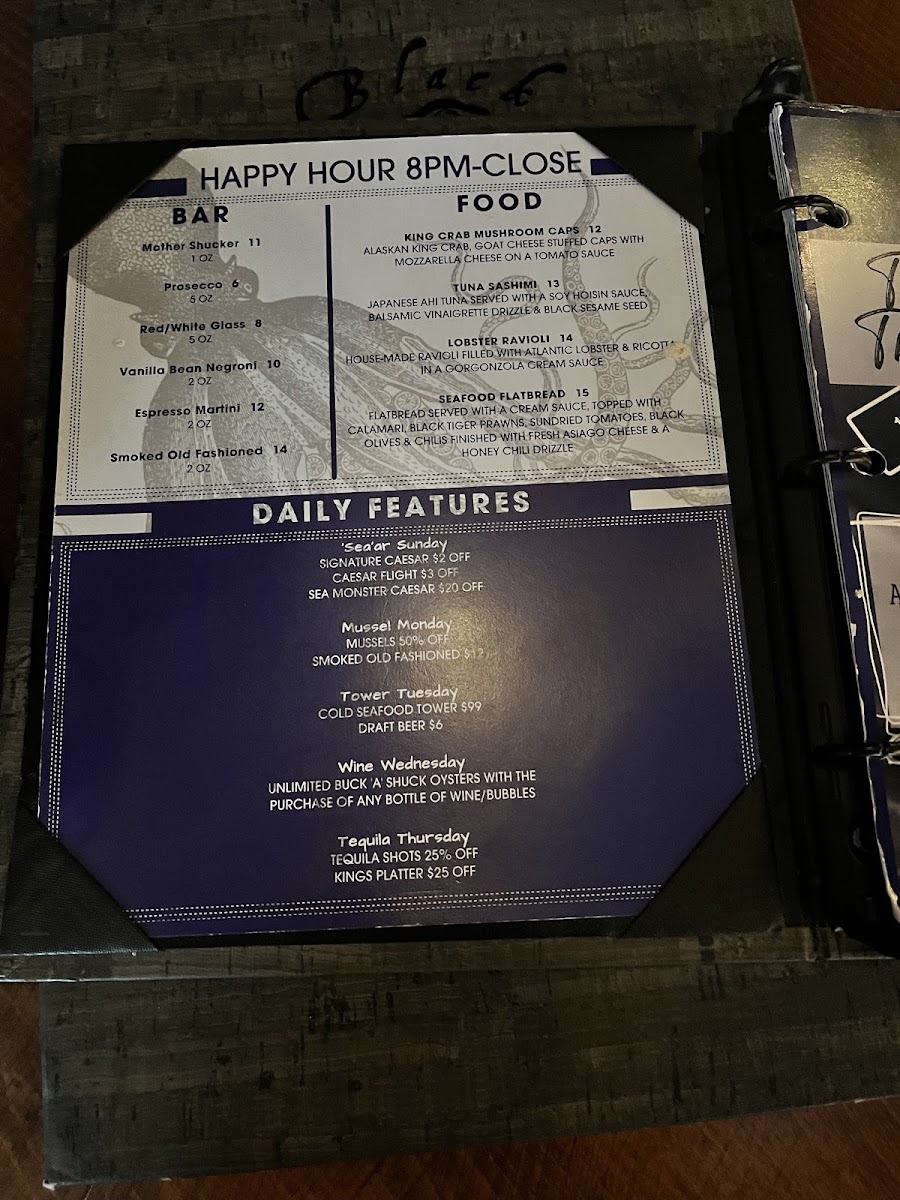 Black
HAPPY HOUR 8PM-CLOSE
BAR
Mother Shucker 11
1 OZ
Prosecco 6
5 OZ
Red/White Glass 8
5 OZ
Vanilla Bean Negroni 10
2 OZ
Espresso Martini 12
2 OZ
Smoked Old Fashioned 14
2 OZ
FOOD
KING CRAB MUSHROOM CAPS 12
ALASKAN KING CRAB, GOAT CHEESE STUFFED CAPS WITH
MOZZARELLA CHEESE ON A TOMATO SAUCE
TUNA SASHIMI 13
JAPANESE AHI TUNA SERVED WITH A SOY HOISIN SAUCE,
BALSAMIC VINAIGRETTE DRIZZLE & BLACK SESAME SEED
LOBSTER RAVIOLI 14
HOUSE-MADE RAVIOLI FILLED WITH ATLANTIC LOBSTER & RICOTTA
IN A GORGONZOLA CREAM SAUCE
SEAFOOD FLATBREAD 15
FLATBREAD SERVED WITH A CREAM SAUCE, TOPPED WITH
CALAMARI, BLACK TIGER PRAWNS, SUNDRIED TOMATOES, BLACK
OLIVES & CHILIS FINISHED WITH FRESH ASIAGO CHEESE & A
HONEY CHILI DRIZZLE
DAILY FEATURES
'Sea'ar Sunday
SIGNATURE CAESAR $2 OFF
CAESAR FLIGHT $3 OFF
SEA MONSTER CAESAR $20 OFF
Mussel Monday
MUSSELS 50% OFF
SMOKED OLD FASHIONED
Tower Tuesday
COLD SEAFOOD TOWER $99
DRAFT BEER $6
Wine Wednesday
UNLIMITED BUCK 'A' SHUCK OYSTERS WITH THE
PURCHASE OF ANY BOTTLE OF WINE/BUBBLES
Tequila Thursday
TEQUILA SHOTS 25% OFF
KINGS PLATTER $25 OFF